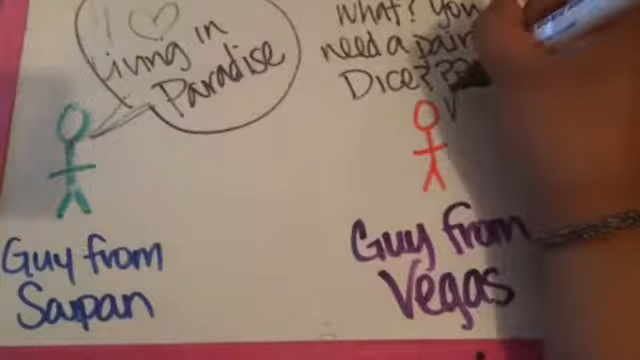 I ♡
Living in
Paradise
What? You
need a pair
Dice???
Guy from
Saipan
Guy from
Vegas